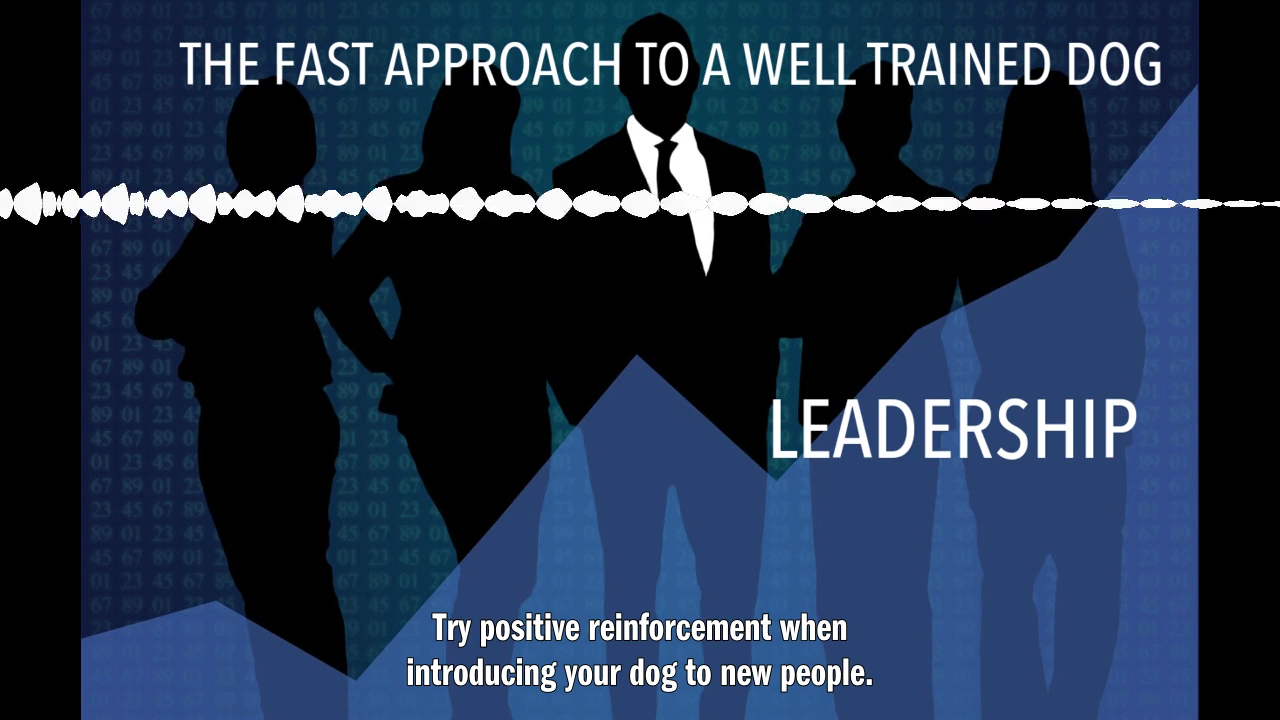 THE FAST APPROACH TO A WELL TRAINED DOG
LEADERSHIP
Try positive reinforcement when
introducing your dog to new people.